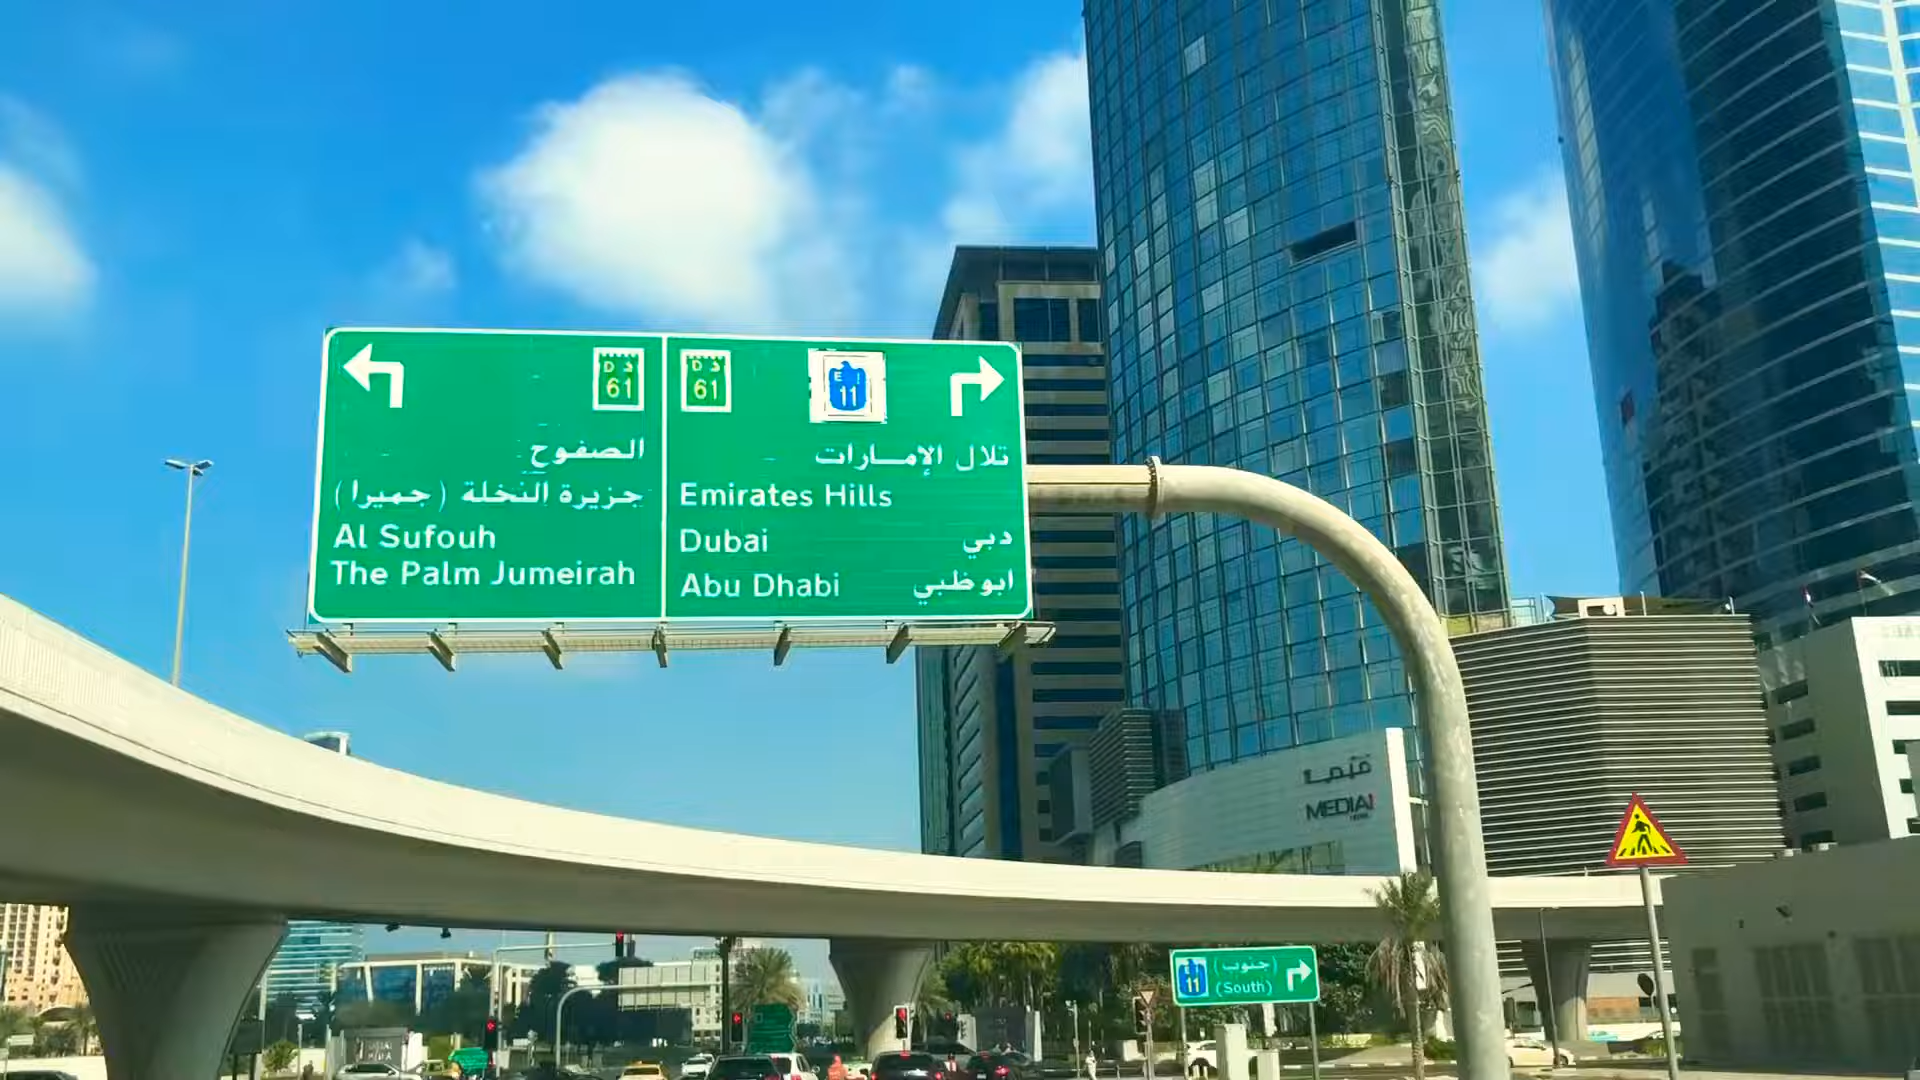 D 61
الصفوح
جزيرة النخلة (جميرا)
Al Sufouh
The Palm Jumeirah
D 61
E 11
تلال الإمارات
Emirates Hills
Dubai دبي
Abu Dhabi ابوظبي
MEDIA
11 (جنوب)
(South)